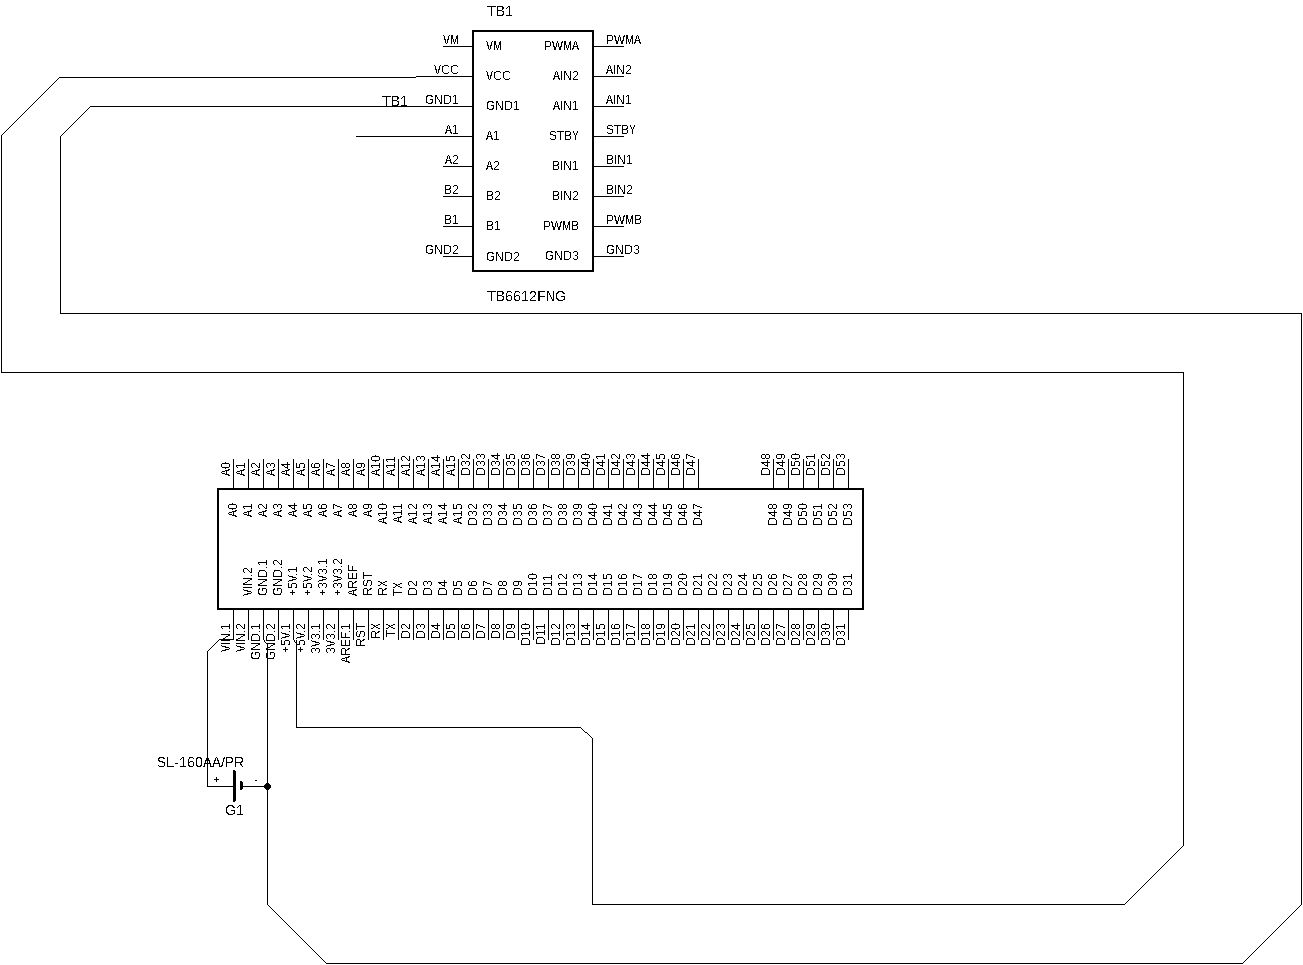 TB1
VM VM PWMA PWMA
VCC VCC AIN2 AIN2
TB1 GND1 GND1 AIN1 AIN1
A1 A1 STBY STBY
A2 A2 BIN1 BIN1
B2 B2 BIN2 BIN2
B1 B1 PWMB PWMB
GND2 GND2 GND3 GND3
TB6612FNG
A0 A1 A2 A3 A4 A5 A6 A7 A8 A9 A10 A11 A12 A13 A14 A15 D32 D33 D34 D35 D36 D37 D38 D39 D40 D41 D42 D43 D44 D45 D46 D47 D48 D49 D50 D51 D52 D53
A0 A1 A2 A3 A4 A5 A6 A7 A8 A9 A10 A11 A12 A13 A14 A15 D32 D33 D34 D35 D36 D37 D38 D39 D40 D41 D42 D43 D44 D45 D46 D47 D48 D49 D50 D51 D52 D53
VIN.2 GND.1 GND.2 +5V.1 +5V.2 +3V3.1 +3V3.2 AREF RST RX TX D2 D3 D4 D5 D6 D7 D8 D9 D10 D11 D12 D13 D14 D15 D16 D17 D18 D19 D20 D21 D22 D23 D24 D25 D26 D27 D28 D29 D30 D31
VIN.1 VIN.2 GND.1 GND.2 +5V.1 +5V.2 3V3.1 3V3.2 AREF.1 RST RX TX D2 D3 D4 D5 D6 D7 D8 D9 D10 D11 D12 D13 D14 D15 D16 D17 D18 D19 D20 D21 D22 D23 D24 D25 D26 D27 D28 D29 D30 D31
SL-160AA/PR
+ -
G1